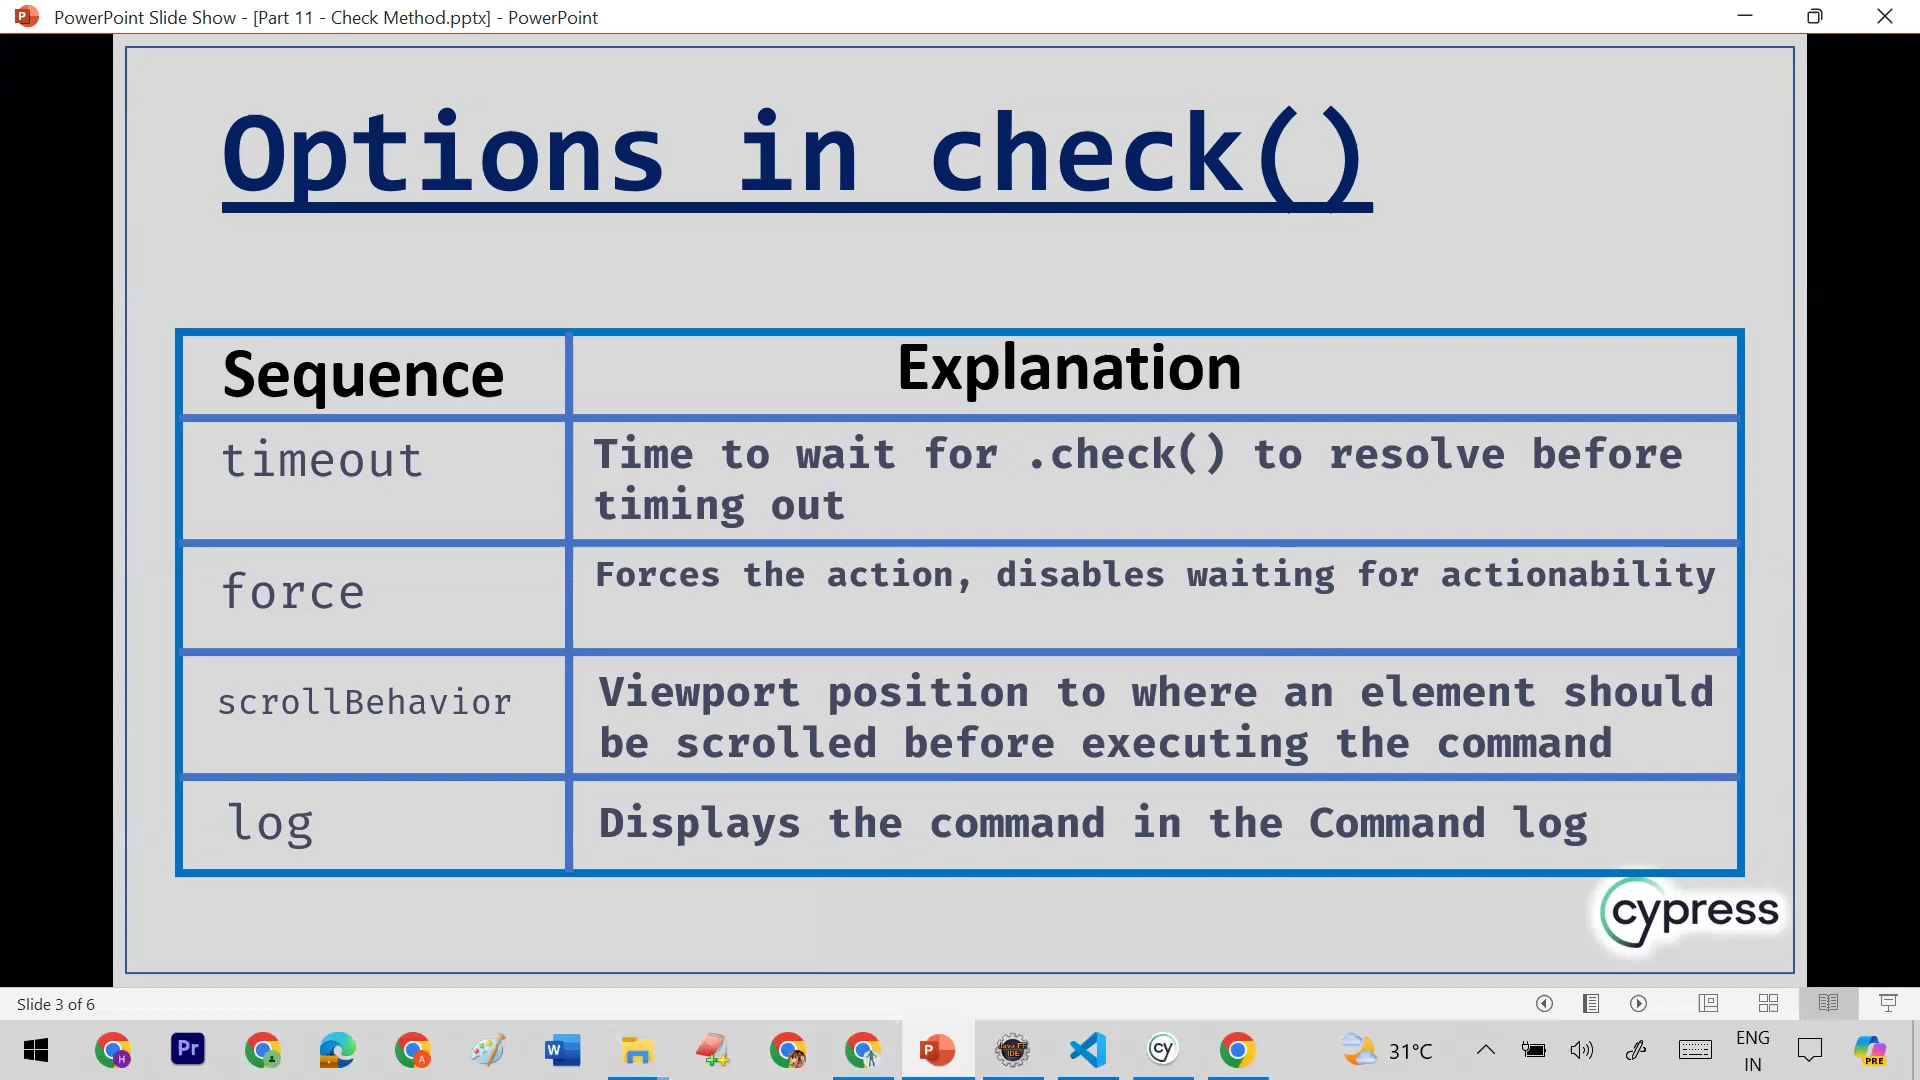 PowerPoint Slide Show - [Part 11 - Check Method.pptx] - PowerPoint
Options in check()
Sequence
Explanation
timeout
Time to wait for .check() to resolve before
timing out
force
Forces the action, disables waiting for actionability
scrollBehavior
Viewport position to where an element should
be scrolled before executing the command
log
Displays the command in the Command log
cypress
Slide 3 of 6
31°C
ENG
IN